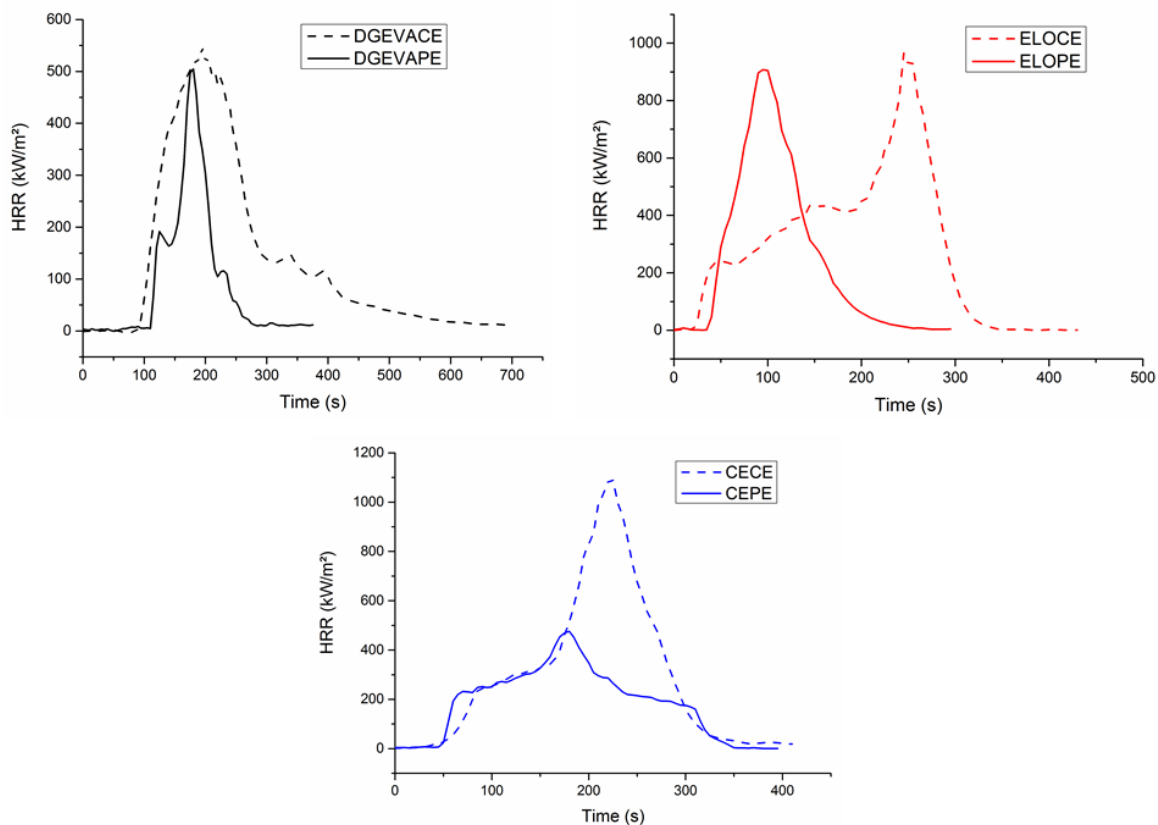 600
500
400
300
200
100
0
HRR (kW/m²)
0 100 200 300 400 500 600 700
Time (s)
DGEVACE
DGEVAPE
1000
800
600
400
200
0
HRR (kW/m²)
0 100 200 300 400 500
Time (s)
ELOCE
ELOPE
1200
1000
800
600
400
200
0
HRR (kW/m²)
0 100 200 300 400
Time (s)
CECE
CEPE